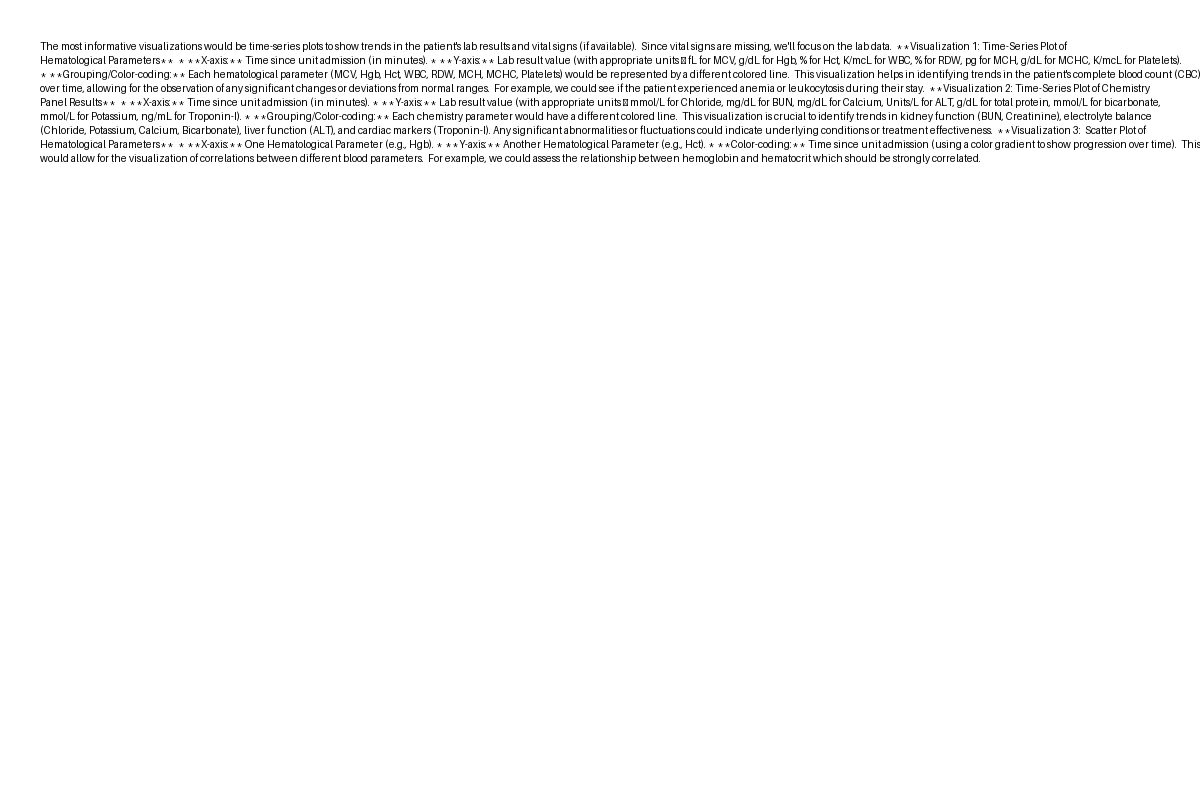 The most informative visualizations would be time-series plots to show trends in the patient's lab results and vital signs (if available).  Since vital signs are missing, we'll focus on the lab data.  **Visualization 1: Time-Series Plot of
Hematological Parameters**  * **X-axis:** Time since unit admission (in minutes). * **Y-axis:** Lab result value (with appropriate units fL for MCV, g/dL for Hgb, % for Hct, K/mcL for WBC, % for RDW, pg for MCH, g/dL for MCHC, K/mcL for Platelets).
* **Grouping/Color-coding:** Each hematological parameter (MCV, Hgb, Hct, WBC, RDW, MCH, MCHC, Platelets) would be represented by a different colored line.  This visualization helps in identifying trends in the patient's complete blood count (CBC)
over time, allowing for the observation of any significant changes or deviations from normal ranges.  For example, we could see if the patient experienced anemia or leukocytosis during their stay.  **Visualization 2: Time-Series Plot of Chemistry
Panel Results**  * **X-axis:** Time since unit admission (in minutes). * **Y-axis:** Lab result value (with appropriate units mmol/L for Chloride, mg/dL for BUN, mg/dL for Calcium, Units/L for ALT, g/dL for total protein, mmol/L for bicarbonate,
mmol/L for Potassium, ng/mL for Troponin-I). * **Grouping/Color-coding:** Each chemistry parameter would have a different colored line.  This visualization is crucial to identify trends in kidney function (BUN, Creatinine), electrolyte balance
(Chloride, Potassium, Calcium, Bicarbonate), liver function (ALT), and cardiac markers (Troponin-I). Any significant abnormalities or fluctuations could indicate underlying conditions or treatment effectiveness.  **Visualization 3:  Scatter Plot of
Hematological Parameters**  * **X-axis:** One Hematological Parameter (e.g., Hgb). * **Y-axis:** Another Hematological Parameter (e.g., Hct). * **Color-coding:** Time since unit admission (using a color gradient to show progression over time).  This
would allow for the visualization of correlations between different blood parameters.  For example, we could assess the relationship between hemoglobin and hematocrit which should be strongly correlated.